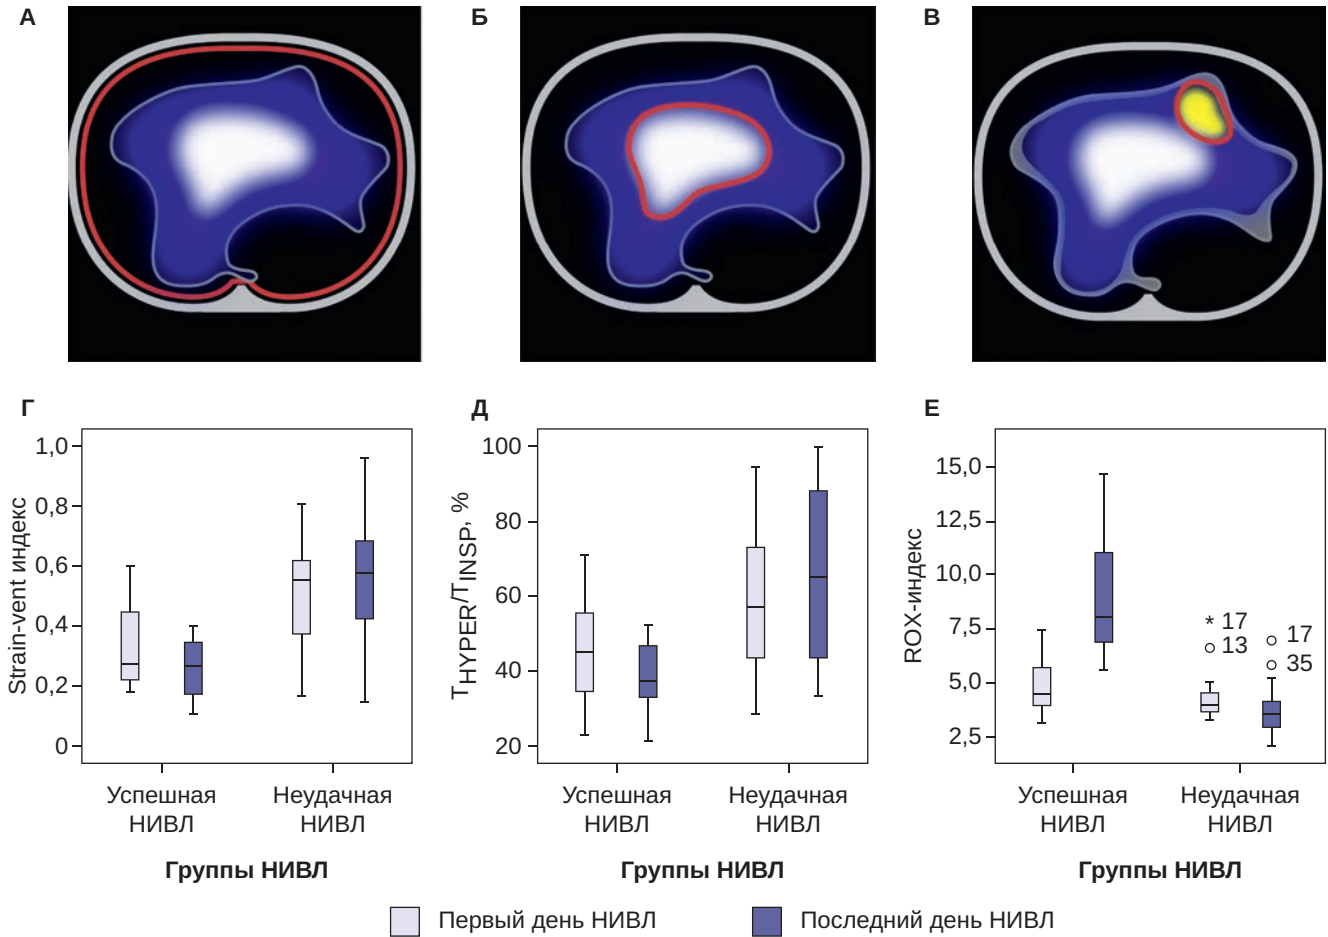 А
Б
В
Г
Strain-vent индекс
1,0
0,8
0,6
0,4
0,2
0
Успешная
НИВЛ
Неудачная
НИВЛ
Группы НИВЛ
Д
THYPER/TINSP, %
100
80
60
40
20
Успешная
НИВЛ
Неудачная
НИВЛ
Группы НИВЛ
Е
ROX-индекс
15,0
12,5
10,0
7,5
5,0
2,5
* 17
13
17
35
Успешная
НИВЛ
Неудачная
НИВЛ
Группы НИВЛ
Первый день НИВЛ
Последний день НИВЛ